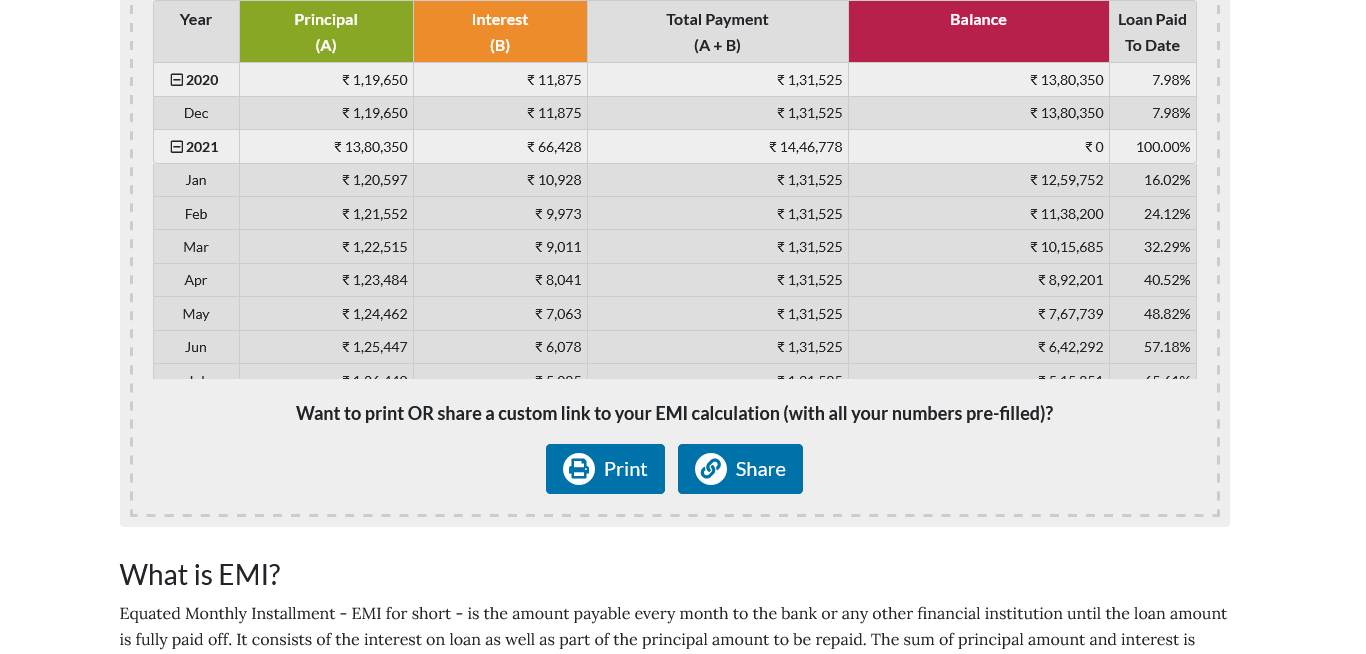 Year Principal Interest Total Payment Balance Loan Paid
(A) (B) (A + B) To Date
2020 ₹ 1,19,650 ₹ 11,875 ₹ 1,31,525 ₹ 13,80,350 7.98%
Dec ₹ 1,19,650 ₹ 11,875 ₹ 1,31,525 ₹ 13,80,350 7.98%
2021 ₹ 13,80,350 ₹ 66,428 ₹ 14,46,778 ₹ 0 100.00%
Jan ₹ 1,20,597 ₹ 10,928 ₹ 1,31,525 ₹ 12,59,752 16.02%
Feb ₹ 1,21,552 ₹ 9,973 ₹ 1,31,525 ₹ 11,38,200 24.12%
Mar ₹ 1,22,515 ₹ 9,011 ₹ 1,31,525 ₹ 10,15,685 32.29%
Apr ₹ 1,23,484 ₹ 8,041 ₹ 1,31,525 ₹ 8,92,201 40.52%
May ₹ 1,24,462 ₹ 7,063 ₹ 1,31,525 ₹ 7,67,739 48.82%
Jun ₹ 1,25,447 ₹ 6,078 ₹ 1,31,525 ₹ 6,42,292 57.18%
Want to print OR share a custom link to your EMI calculation (with all your numbers pre-filled)?
Print Share
What is EMI?
Equated Monthly Installment - EMI for short - is the amount payable every month to the bank or any other financial institution until the loan amount
is fully paid off. It consists of the interest on loan as well as part of the principal amount to be repaid. The sum of principal amount and interest is